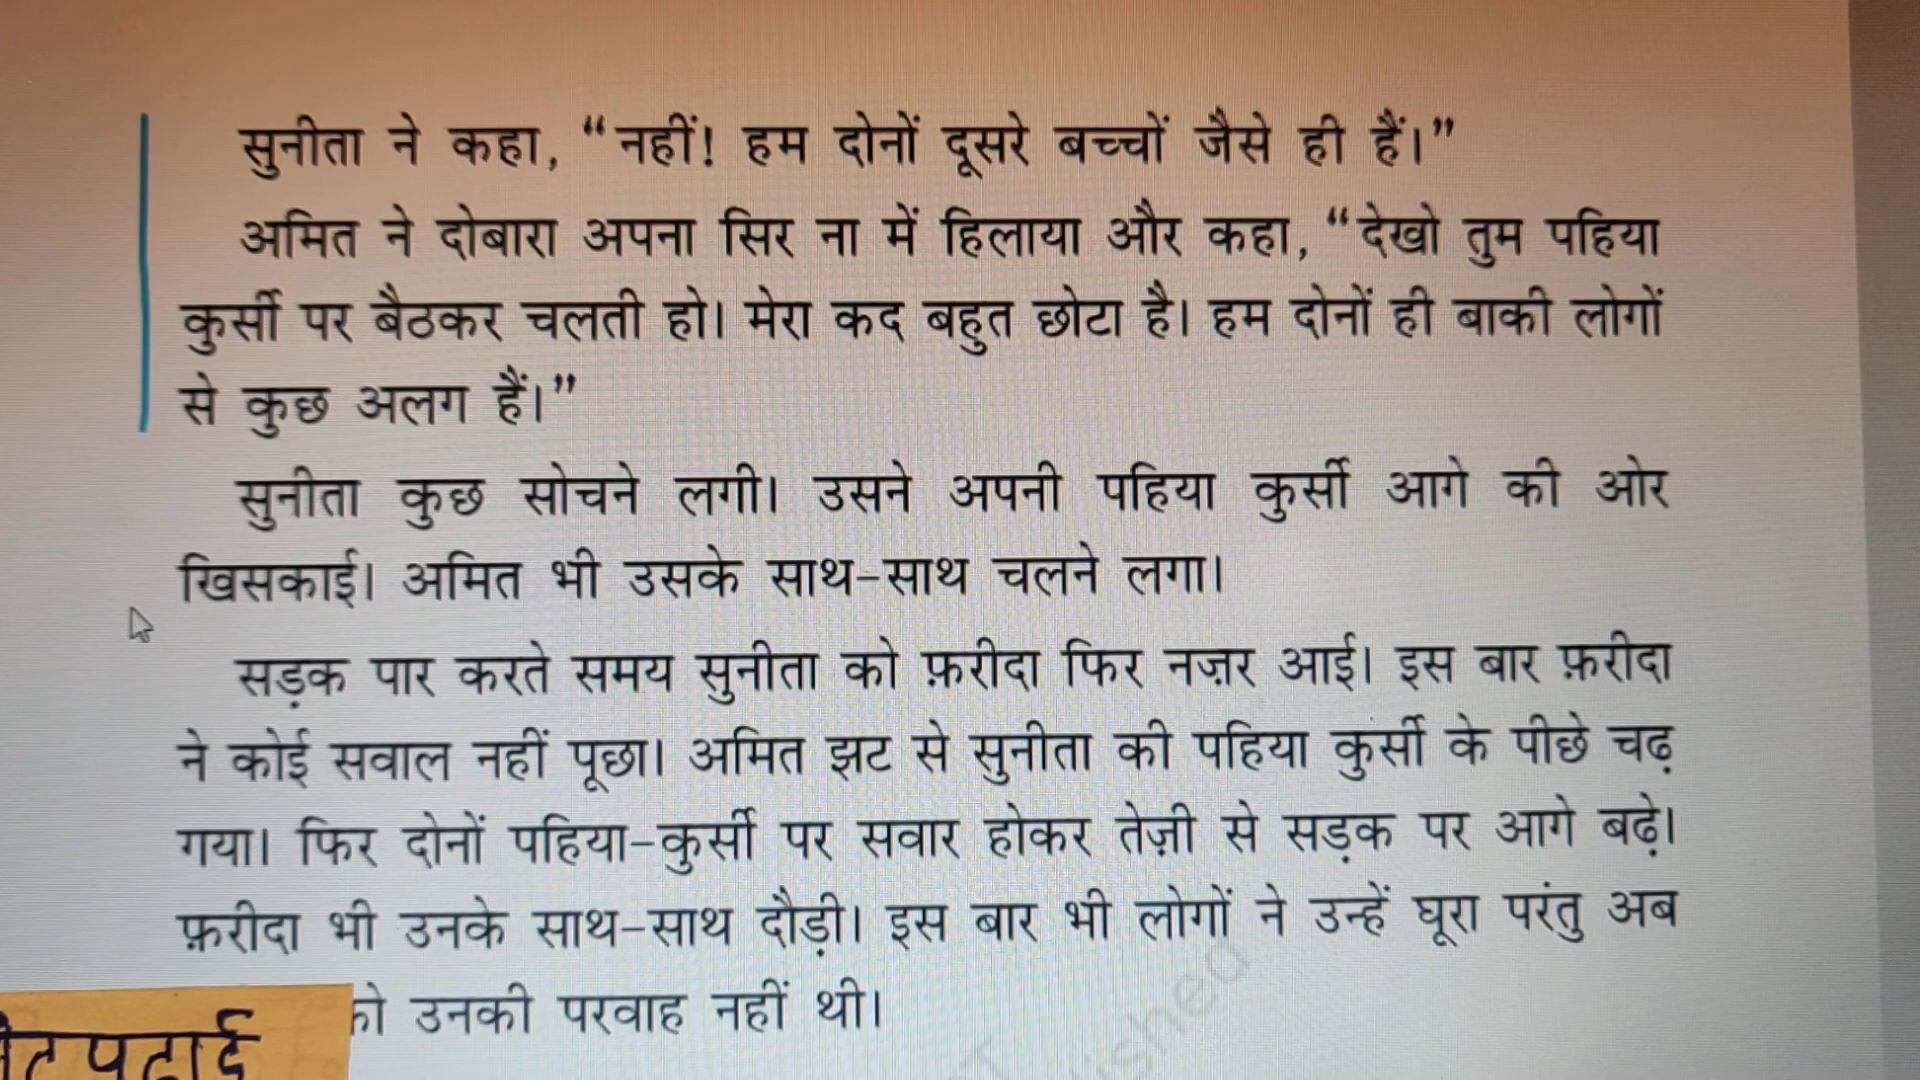 सुनीता ने कहा, “नहीं! हम दोनों दूसरे बच्चों जैसे ही हैं।”
अमित ने दोबारा अपना सिर ना में हिलाया और कहा, “देखो तुम पहिया
कुर्सी पर बैठकर चलती हो। मेरा कद बहुत छोटा है। हम दोनों ही बाकी लोगों
से कुछ अलग हैं।”
सुनीता कुछ सोचने लगी। उसने अपनी पहिया कुर्सी आगे की ओर
खिसकाई। अमित भी उसके साथ-साथ चलने लगा।
सड़क पार करते समय सुनीता को फ़रीदा फिर नज़र आई। इस बार फ़रीदा
ने कोई सवाल नहीं पूछा। अमित झट से सुनीता की पहिया कुर्सी के पीछे चढ़
गया। फिर दोनों पहिया-कुर्सी पर सवार होकर तेज़ी से सड़क पर आगे बढ़े।
फ़रीदा भी उनके साथ-साथ दौड़ी। इस बार भी लोगों ने उन्हें घूरा परंतु अब
उनकी परवाह नहीं थी।